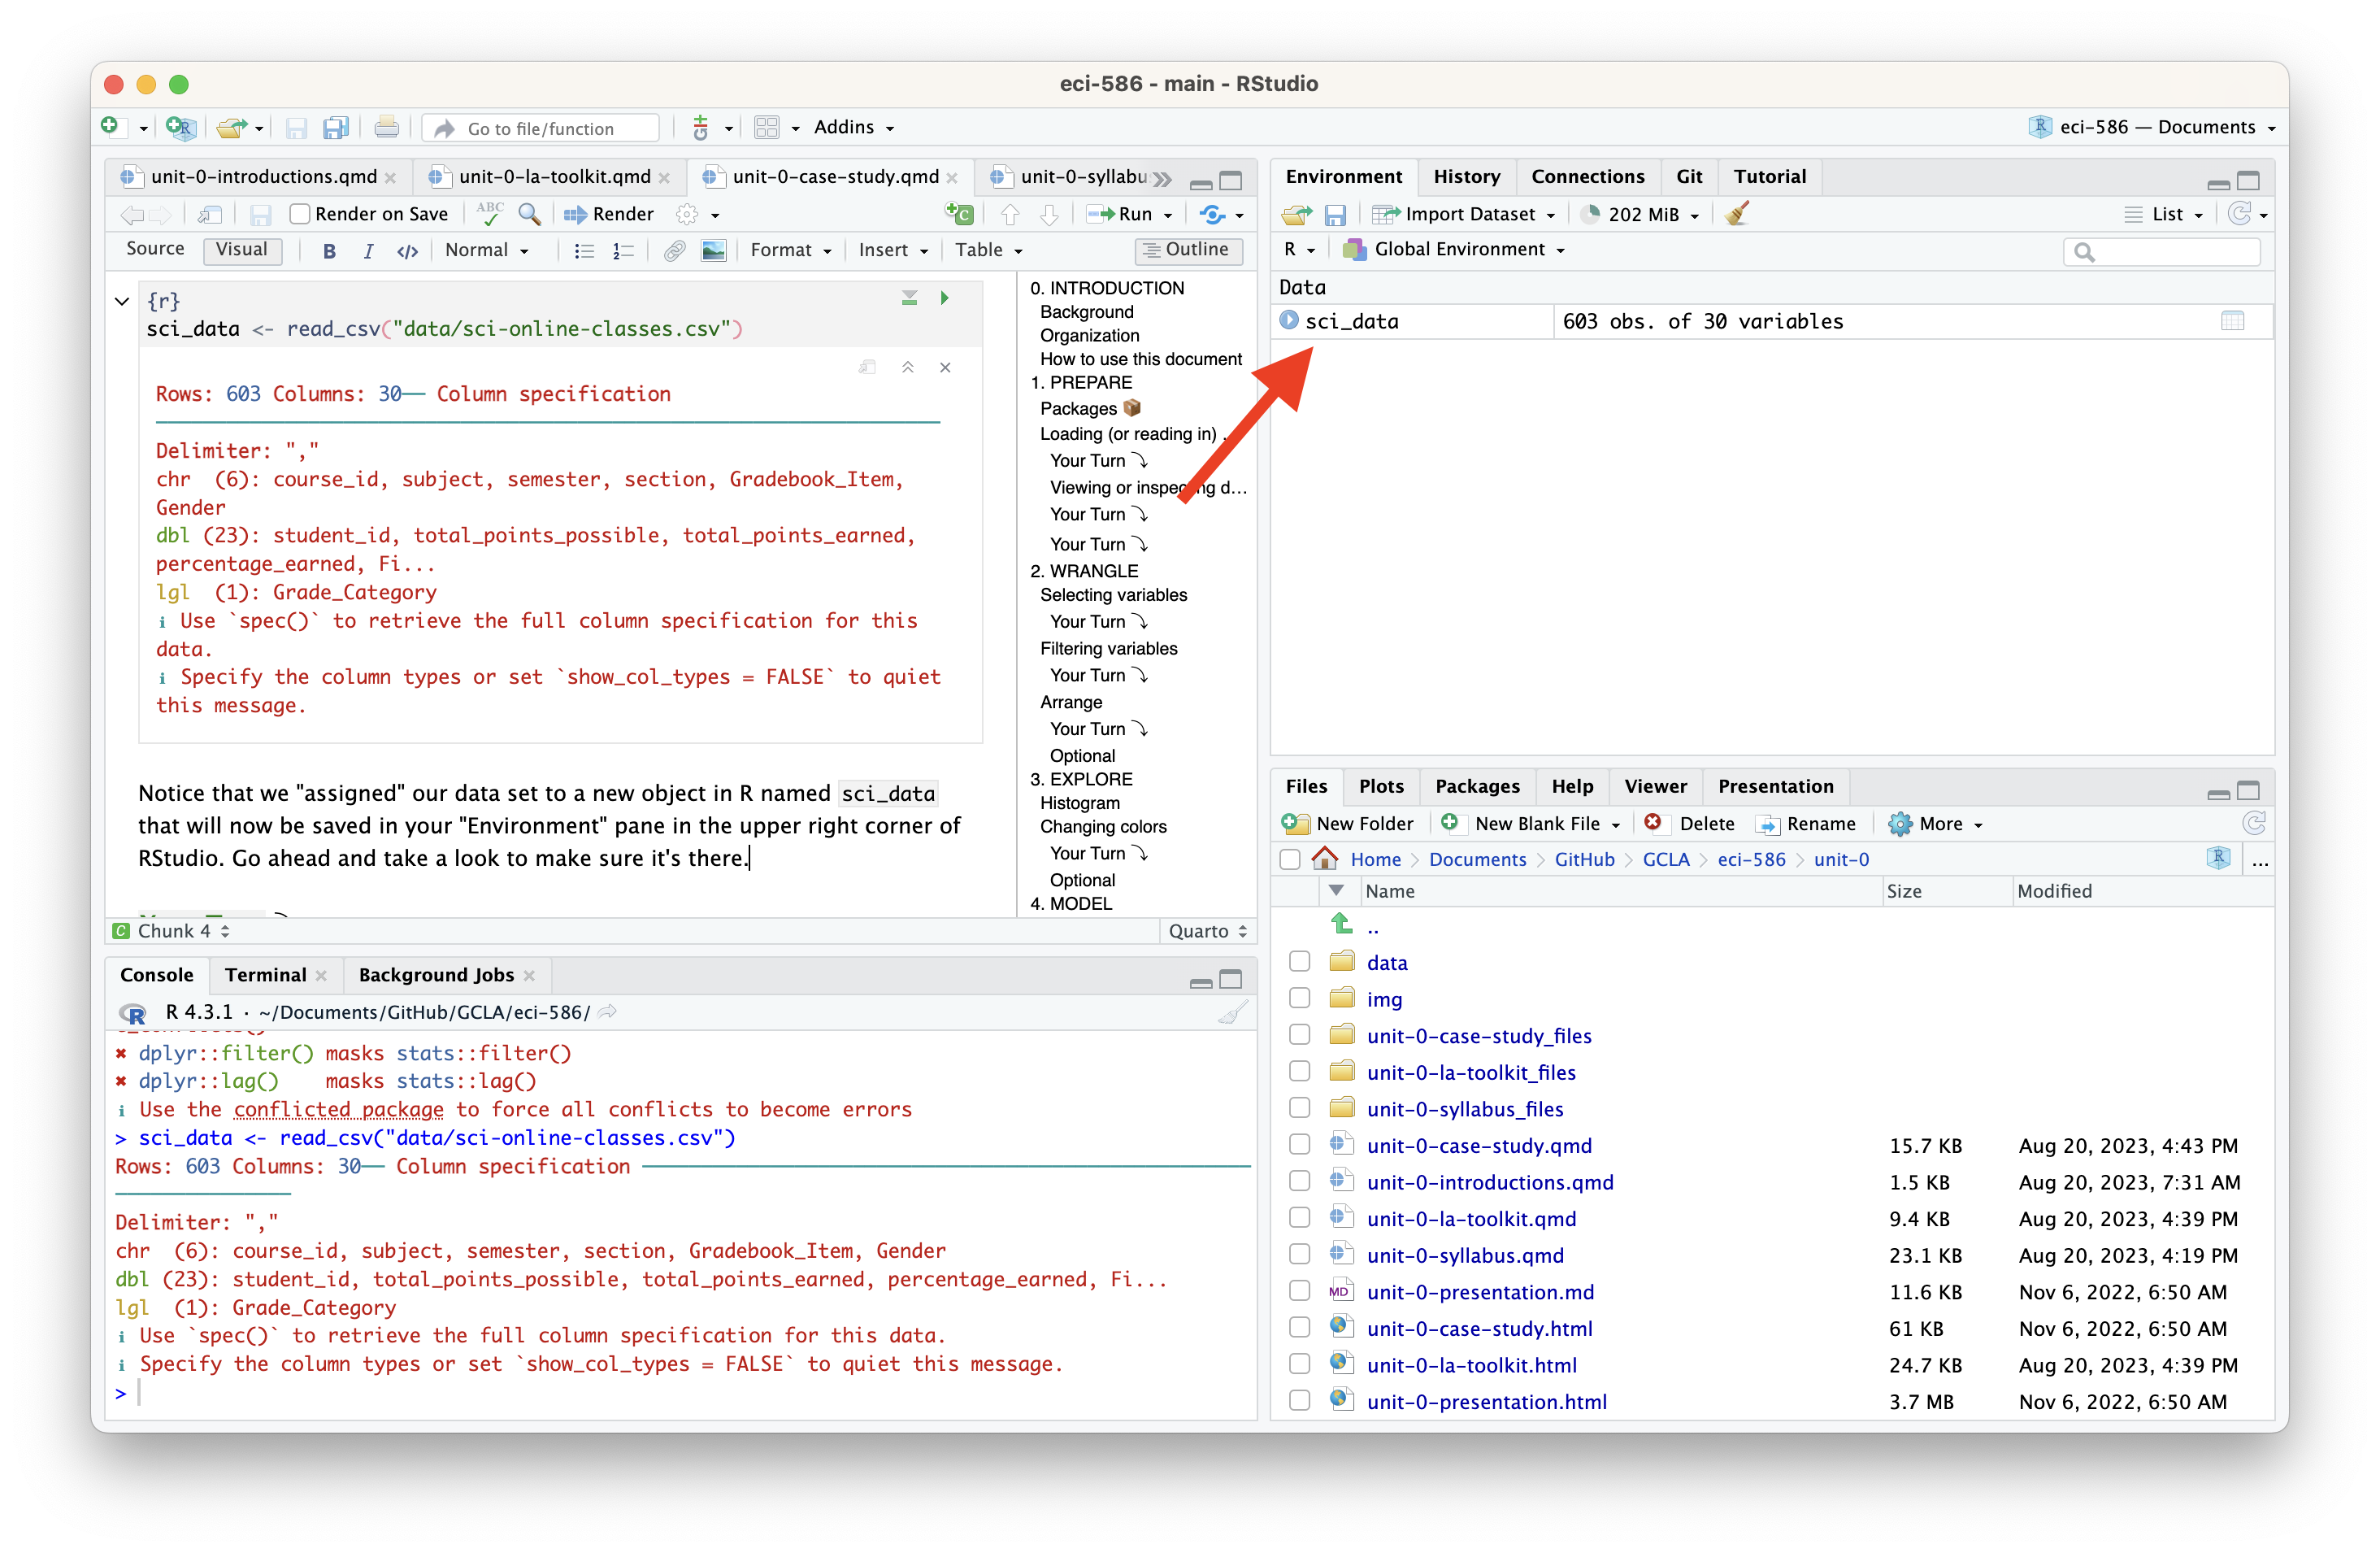 eci-586 - main - RStudio
Go to file/function
Addins
eci-586 — Documents
unit-0-introductions.qmd
unit-0-la-toolkit.qmd
unit-0-case-study.qmd
unit-0-syllabu
Render on Save
ABC
Render
Run
Source
Visual
B
I
</>
Normal
Format
Insert
Table
Outline
{r}
sci_data <- read_csv("data/sci-online-classes.csv")
Rows: 603 Columns: 30── Column specification
Delimiter: ","
chr  (6): course_id, subject, semester, section, Gradebook_Item,
Gender
dbl (23): student_id, total_points_possible, total_points_earned,
percentage_earned, Fi...
lgl  (1): Grade_Category
ℹ Use `spec()` to retrieve the full column specification for this
data.
ℹ Specify the column types or set `show_col_types = FALSE` to quiet
this message.
Notice that we "assigned" our data set to a new object in R named sci_data
that will now be saved in your "Environment" pane in the upper right corner of
RStudio. Go ahead and take a look to make sure it's there.
0. INTRODUCTION
Background
Organization
How to use this document
1. PREPARE
Packages 📦
Loading (or reading in) .
Your Turn ⤵
Viewing or inspecting d...
Your Turn ⤵
Your Turn ⤵
2. WRANGLE
Selecting variables
Your Turn ⤵
Filtering variables
Your Turn ⤵
Arrange
Your Turn ⤵
Optional
3. EXPLORE
Histogram
Changing colors
Your Turn ⤵
Optional
4. MODEL
C Chunk 4
Quarto
Console
Terminal
Background Jobs
R 4.3.1 · ~/Documents/GitHub/GCLA/eci-586/
✖ dplyr::filter() masks stats::filter()
✖ dplyr::lag()    masks stats::lag()
ℹ Use the conflicted package to force all conflicts to become errors
> sci_data <- read_csv("data/sci-online-classes.csv")
Rows: 603 Columns: 30── Column specification
Delimiter: ","
chr  (6): course_id, subject, semester, section, Gradebook_Item, Gender
dbl (23): student_id, total_points_possible, total_points_earned, percentage_earned, Fi...
lgl  (1): Grade_Category
ℹ Use `spec()` to retrieve the full column specification for this data.
ℹ Specify the column types or set `show_col_types = FALSE` to quiet this message.
>
Environment
History
Connections
Git
Tutorial
Import Dataset
202 MiB
List
R
Global Environment
Data
sci_data
603 obs. of 30 variables
Files
Plots
Packages
Help
Viewer
Presentation
New Folder
New Blank File
Delete
Rename
More
Home > Documents > GitHub > GCLA > eci-586 > unit-0
R
...
Name Size Modified
..
data
img
unit-0-case-study_files
unit-0-la-toolkit_files
unit-0-syllabus_files
unit-0-case-study.qmd 15.7 KB Aug 20, 2023, 4:43 PM
unit-0-introductions.qmd 1.5 KB Aug 20, 2023, 7:31 AM
unit-0-la-toolkit.qmd 9.4 KB Aug 20, 2023, 4:39 PM
unit-0-syllabus.qmd 23.1 KB Aug 20, 2023, 4:19 PM
MD unit-0-presentation.md 11.6 KB Nov 6, 2022, 6:50 AM
unit-0-case-study.html 61 KB Nov 6, 2022, 6:50 AM
unit-0-la-toolkit.html 24.7 KB Aug 20, 2023, 4:39 PM
unit-0-presentation.html 3.7 MB Nov 6, 2022, 6:50 AM